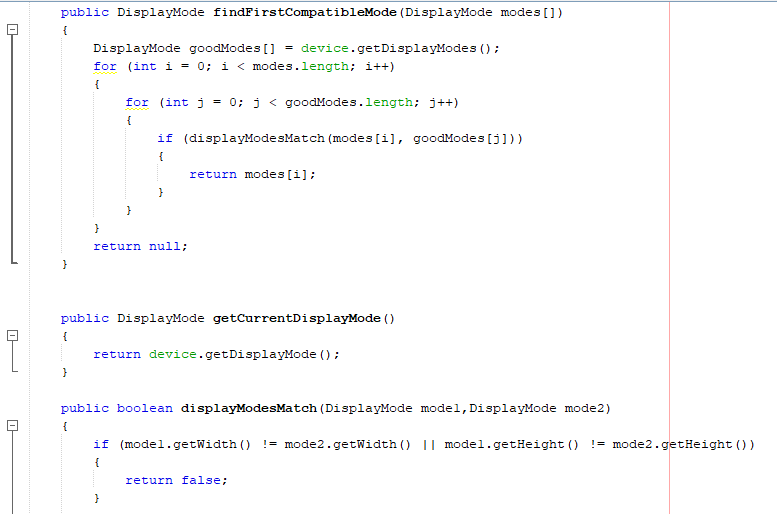 public DisplayMode findFirstCompatibleMode(DisplayMode modes[])
{
DisplayMode goodModes[] = device.getDisplayModes();
for (int i = 0; i < modes.length; i++)
{
for (int j = 0; j < goodModes.length; j++)
{
if (displayModesMatch(modes[i], goodModes[j]))
{
return modes[i];
}
}
}
return null;
}
public DisplayMode getCurrentDisplayMode()
{
return device.getDisplayMode();
}
public boolean displayModesMatch(DisplayMode mode1,DisplayMode mode2)
{
if (mode1.getWidth() != mode2.getWidth() || mode1.getHeight() != mode2.getHeight())
{
return false;
}